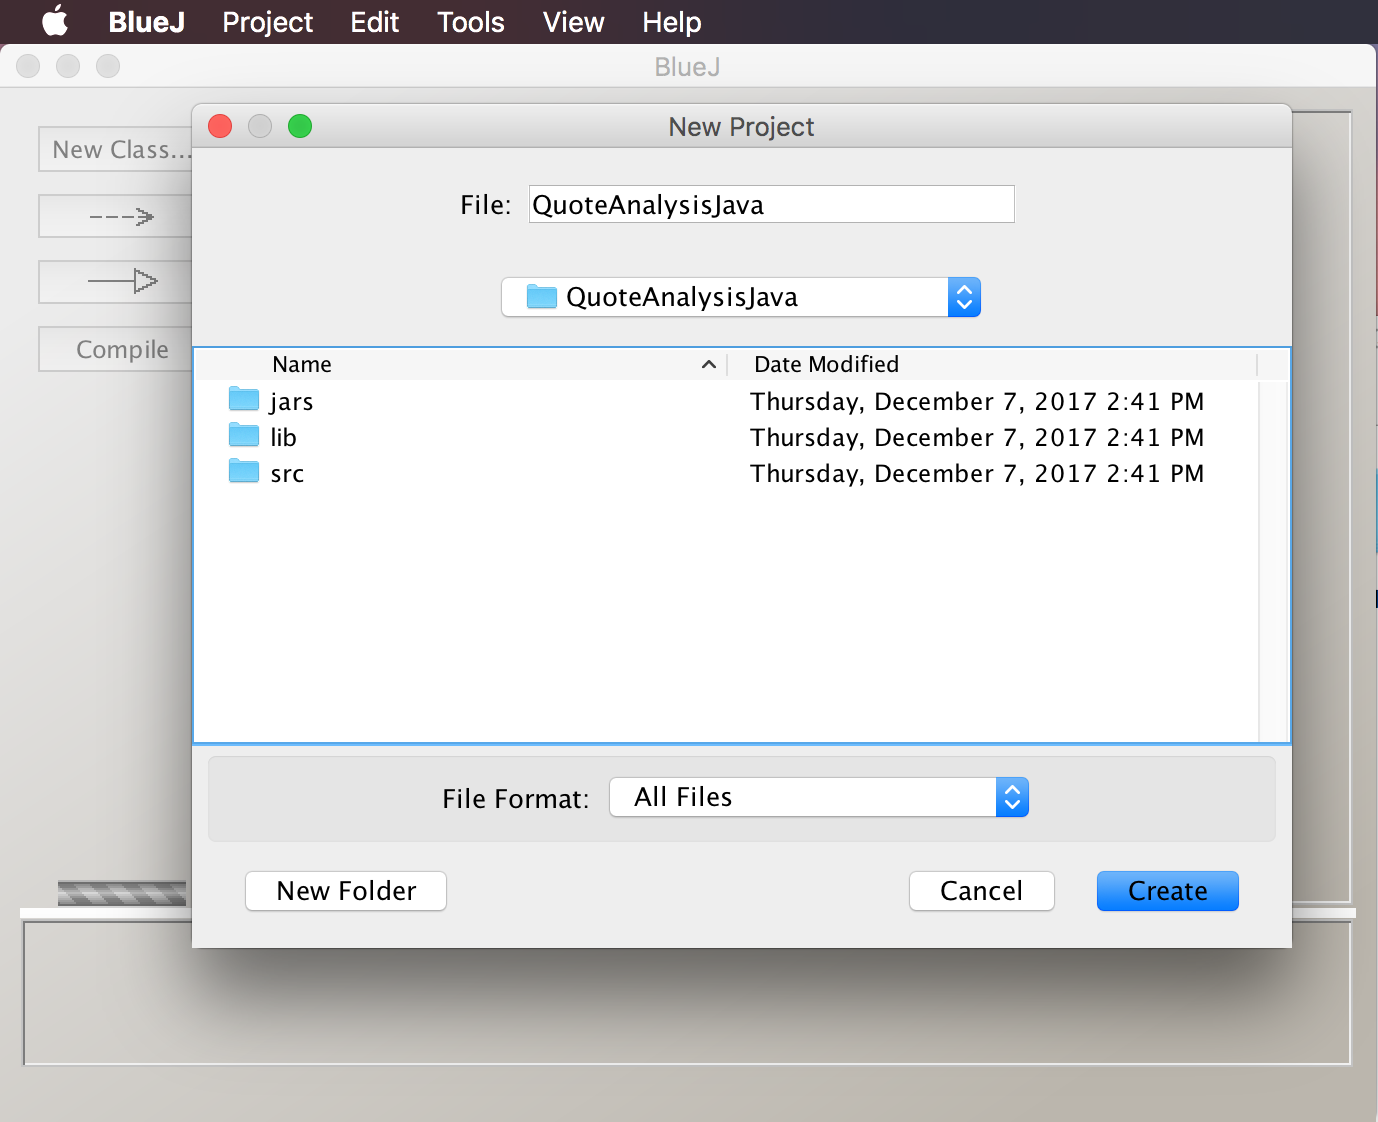 BlueJ Project Edit Tools View Help
BlueJ
New Class...
Compile
New Project
File: QuoteAnalysisJava
QuoteAnalysisJava
Name Date Modified
jars Thursday, December 7, 2017 2:41 PM
lib Thursday, December 7, 2017 2:41 PM
src Thursday, December 7, 2017 2:41 PM
File Format: All Files
New Folder Cancel Create